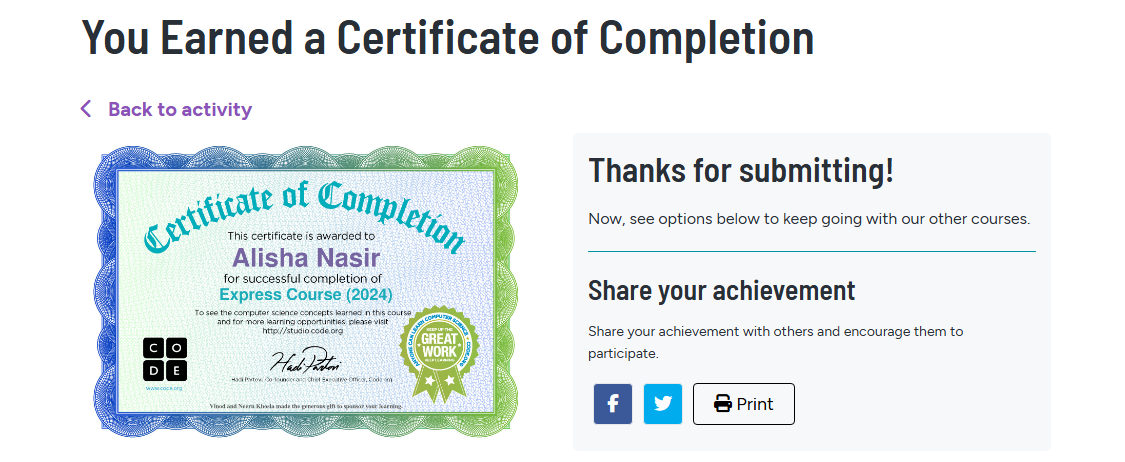 You Earned a Certificate of Completion
Back to activity
Certificate of Completion
This certificate is awarded to
Alisha Nasir
for successful completion of
Express Course (2024)
To see the computer science concepts learned in this course
and for more learning opportunities, please visit
http://studio.code.org
ANYONE CAN LEARN COMPUTER SCIENCE
KEEP UP THE
GREAT
WORK
KEEP LEARNING
C O
D E
www.code.org
Hadi Partovi
Hadi Partovi, Co-founder and Chief Executive Officer, Code.org
Vinod and Neeru Khosla made the generous gift to sponsor your learning.
Thanks for submitting!
Now, see options below to keep going with our other courses.
Share your achievement
Share your achievement with others and encourage them to
participate.
Print